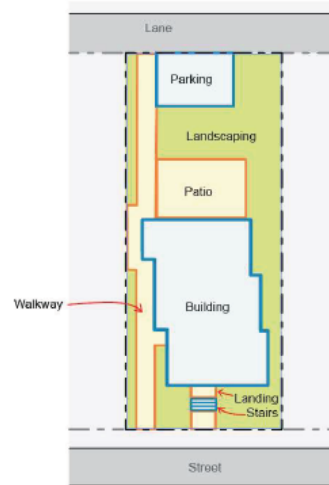 Lane
Parking
Landscaping
Patio
Walkway
Building
Landing
Stairs
Street